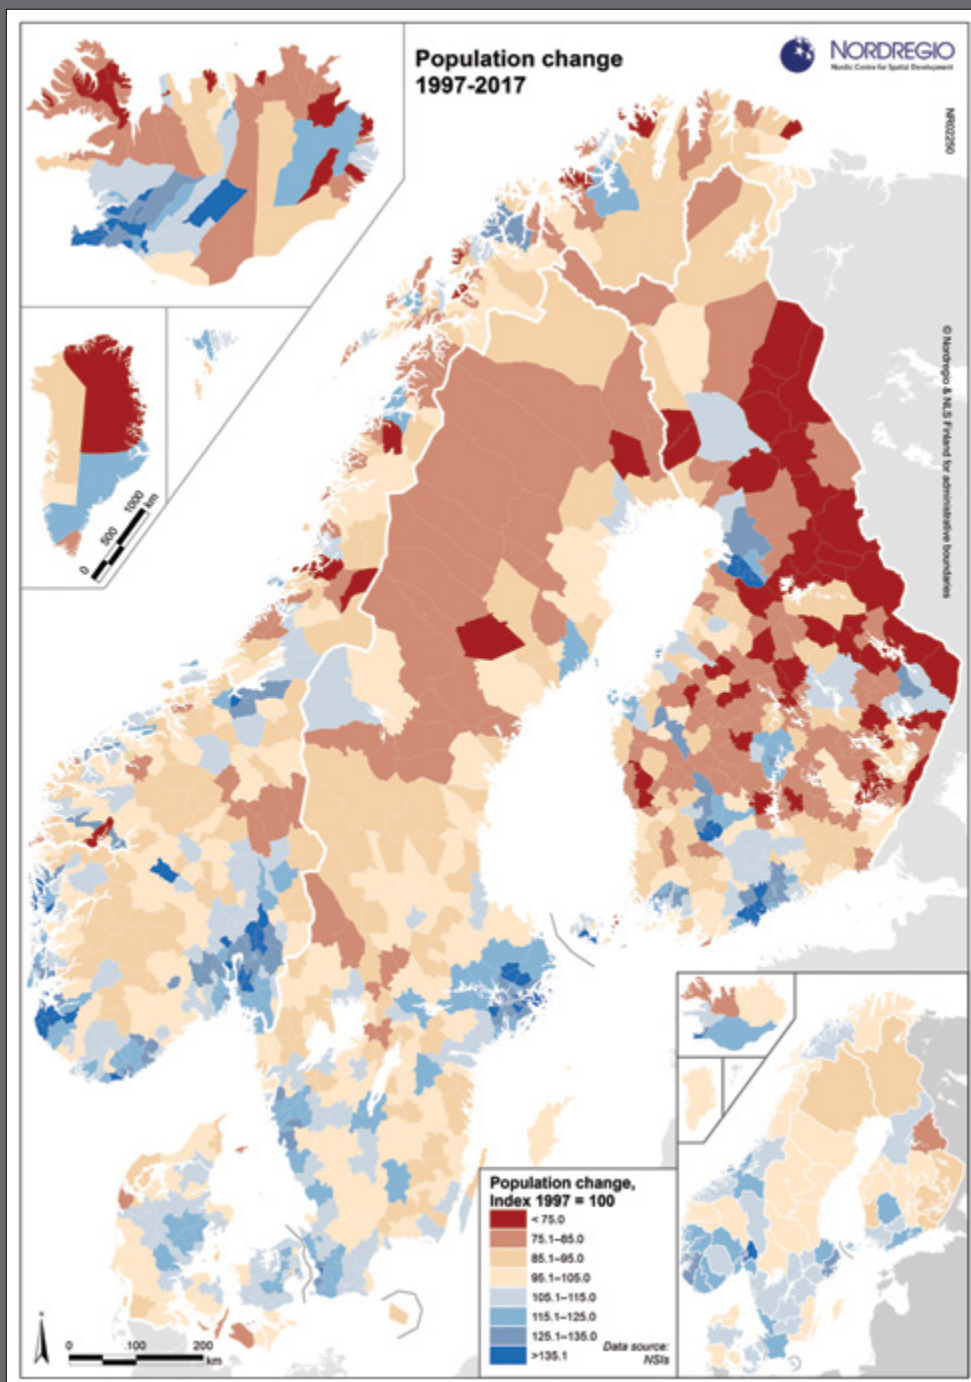 Population change
1997-2017
NORDREGIO
Nordic Centre for Spatial Development
NR02250
© Nordregio & NLS Finland for administrative boundaries
0 500 1000
km
Population change,
Index 1997 = 100
< 75.0
75.1–85.0
85.1–95.0
95.1–105.0
105.1–115.0
115.1–125.0
125.1–135.0
>135.1
Data source:
NSIs
0 100 200
km